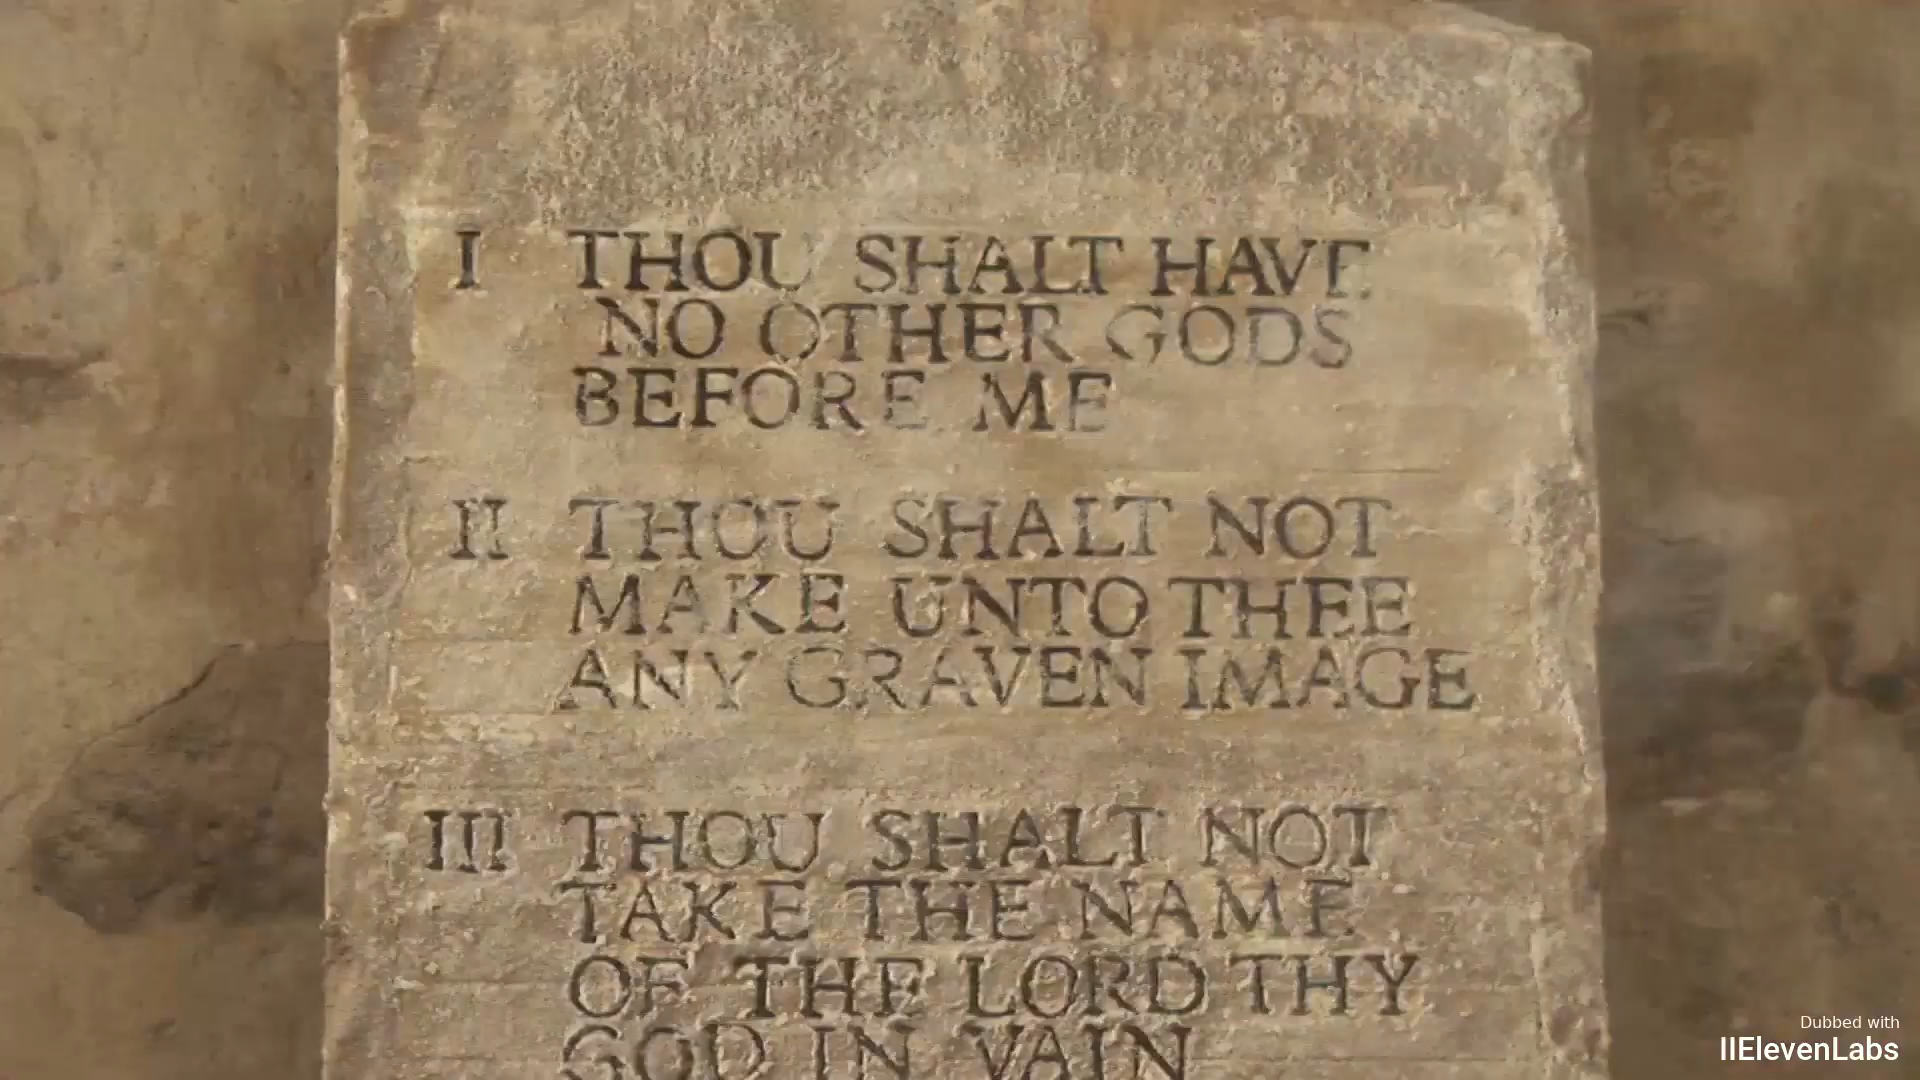 I THOU SHALT HAVE
NO OTHER GODS
BEFORE ME
II THOU SHALT NOT
MAKE UNTO THEE
ANY GRAVEN IMAGE
III THOU SHALT NOT
TAKE THE NAME
OF THE LORD THY
GOD IN VAIN
Dubbed with
IIElevenLabs